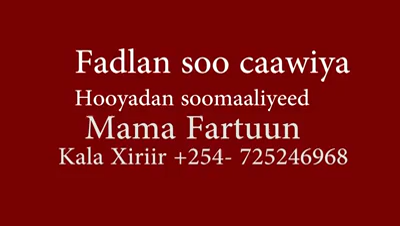 Fadlan soo caawiya
Hooyadan soomaaliyeed
Mama Fartuun
Kala Xiriir +254- 725246968